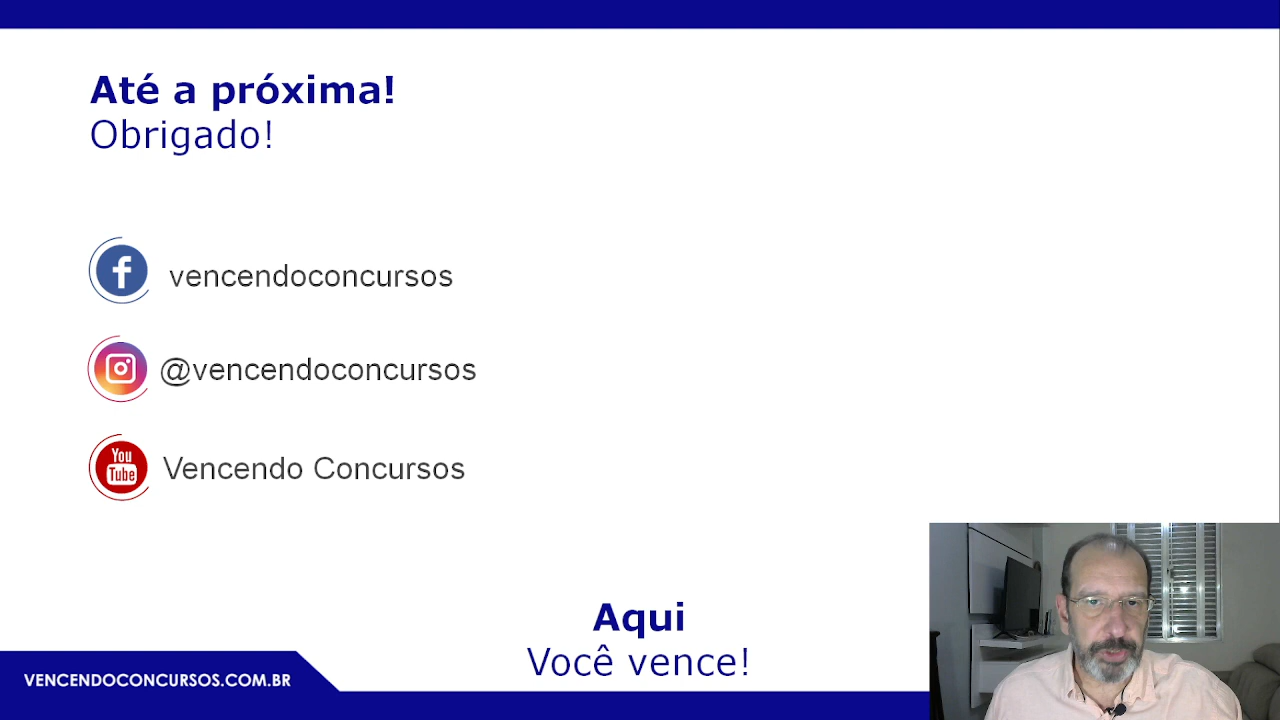 Até a próxima!
Obrigado!
vencendoconcursos
@vencendoconcursos
You
Tube
Vencendo Concursos
Aqui
Você vence!
VENCENDOCONCURSOS.COM.BR